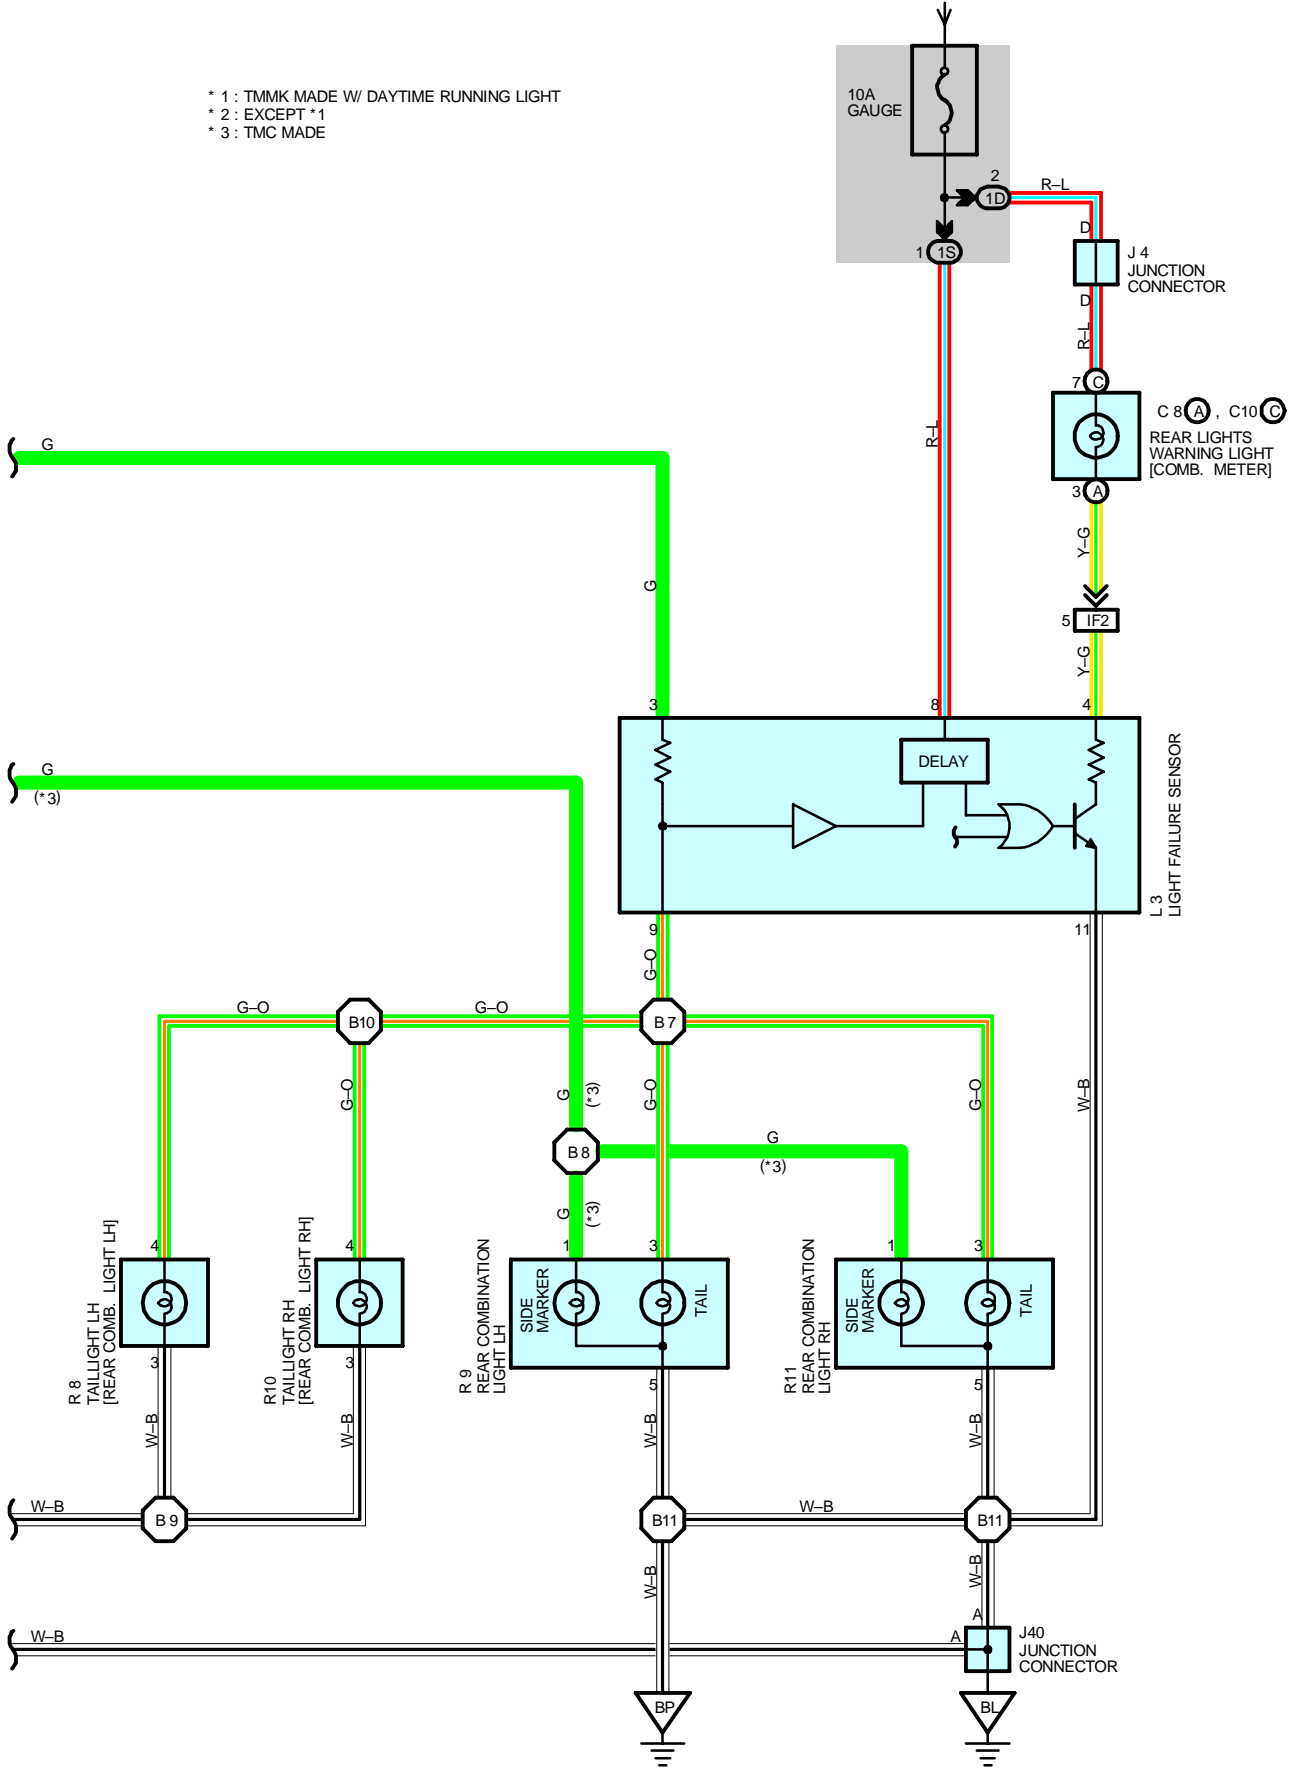 * 1 : TMMK MADE W/ DAYTIME RUNNING LIGHT
* 2 : EXCEPT *1
* 3 : TMC MADE
10A
GAUGE
2
1D
R–L
1
1S
D
J 4
JUNCTION
CONNECTOR
D
R–L
7
C
C 8 A , C10 C
REAR LIGHTS
WARNING LIGHT
[COMB. METER]
3
A
G
R–L
Y–G
5
IF2
G
Y–G
3
8
4
G
(*3)
DELAY
L 3
LIGHT FAILURE SENSOR
9
11
G–O
G–O
B10
G–O
B 7
G–O
G
(*3)
G–O
G–O
W–B
B 8
G
(*3)
G
(*3)
4
4
1
3
1
3
R 8
TAILLIGHT LH
[REAR COMB. LIGHT LH]
R10
TAILLIGHT RH
[REAR COMB. LIGHT RH]
R 9
REAR COMBINATION
LIGHT LH
SIDE
MARKER
TAIL
R11
REAR COMBINATION
LIGHT RH
SIDE
MARKER
TAIL
3
3
5
5
W–B
W–B
W–B
W–B
W–B
B 9
B11
W–B
B11
W–B
W–B
A
W–B
A
J40
JUNCTION
CONNECTOR
BP
BL